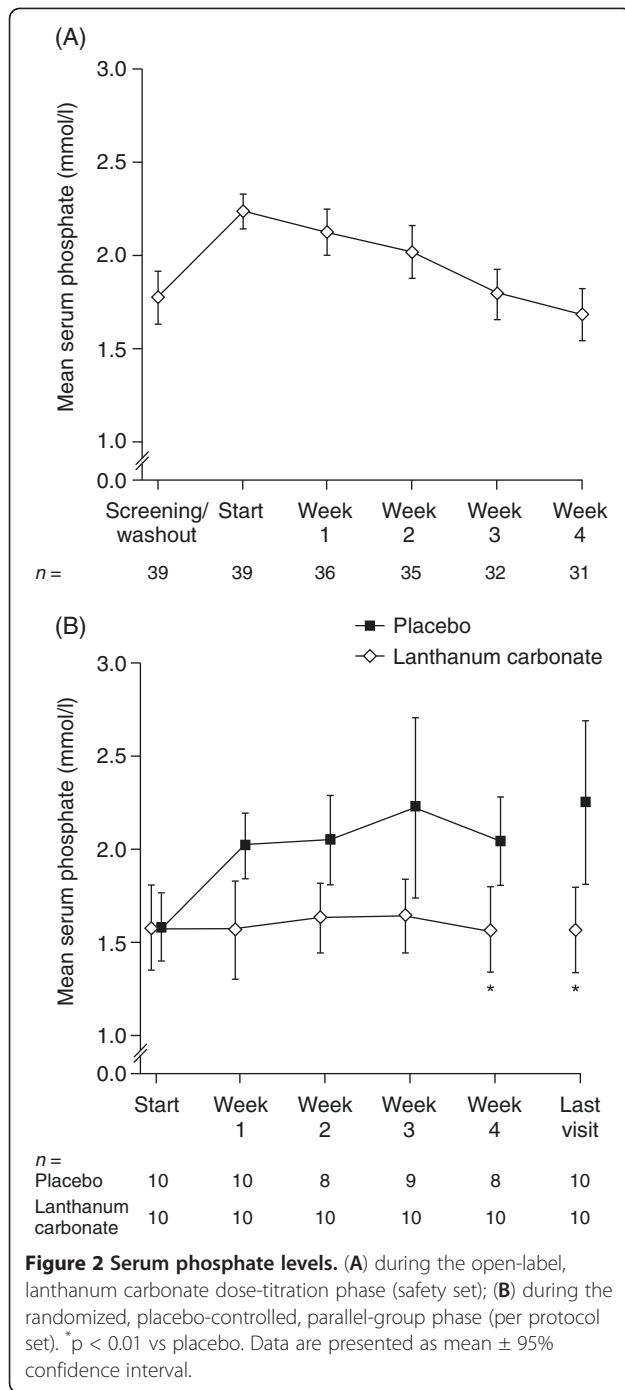 (A)
Mean serum phosphate (mmol/l)
3.0
2.5
2.0
1.5
1.0
0.0
Screening/ Start Week Week Week Week
washout 1 2 3 4
n = 39 39 36 35 32 31
(B)
Placebo
Lanthanum carbonate
Mean serum phosphate (mmol/l)
3.0
2.5
2.0
1.5
1.0
0.0
* *
Start Week Week Week Week Last
1 2 3 4 visit
n =
Placebo 10 10 8 9 8 10
Lanthanum
carbonate 10 10 10 10 10 10
Figure 2 Serum phosphate levels. (A) during the open-label,
lanthanum carbonate dose-titration phase (safety set); (B) during the
randomized, placebo-controlled, parallel-group phase (per protocol
set). *p < 0.01 vs placebo. Data are presented as mean ± 95%
confidence interval.